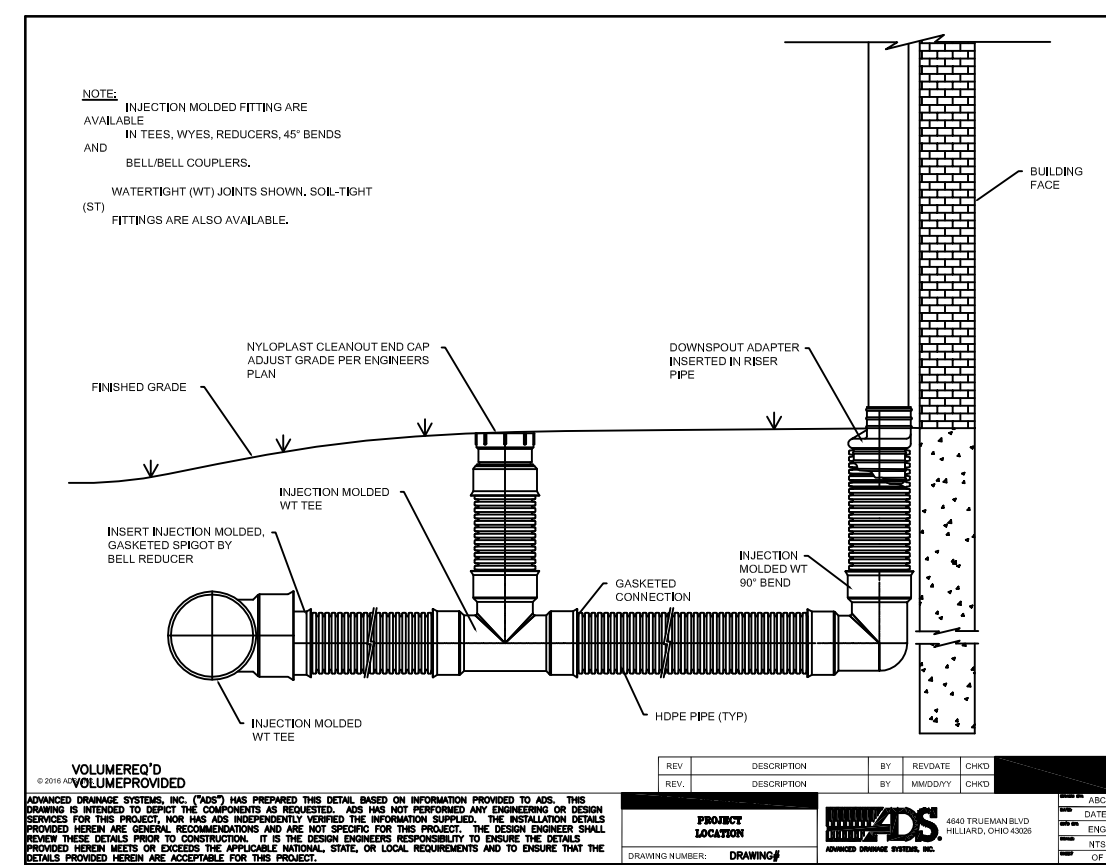 NOTE:
INJECTION MOLDED FITTING ARE
AVAILABLE
IN TEES, WYES, REDUCERS, 45° BENDS
AND
BELL/BELL COUPLERS.
WATERTIGHT (WT) JOINTS SHOWN. SOIL-TIGHT
(ST)
FITTINGS ARE ALSO AVAILABLE.
BUILDING
FACE
NYLOPLAST CLEANOUT END CAP
ADJUST GRADE PER ENGINEERS
PLAN
DOWNSPOUT ADAPTER
INSERTED IN RISER
PIPE
FINISHED GRADE
INJECTION MOLDED
WT TEE
INSERT INJECTION MOLDED,
GASKETED SPIGOT BY
BELL REDUCER
INJECTION
MOLDED WT
90° BEND
GASKETED
CONNECTION
HDPE PIPE (TYP)
INJECTION MOLDED
WT TEE
VOLUMEREQ'D
© 2016 ADS
VOLUMEPROVIDED
REV DESCRIPTION BY REVDATE CHK'D
REV. DESCRIPTION BY MM/DD/YY CHK'D
ADVANCED DRAINAGE SYSTEMS, INC. ("ADS") HAS PREPARED THIS DETAIL BASED ON INFORMATION PROVIDED TO ADS. THIS
DRAWING IS INTENDED TO DEPICT THE COMPONENTS AS REQUESTED. ADS HAS NOT PERFORMED ANY ENGINEERING OR DESIGN
SERVICES FOR THIS PROJECT, NOR HAS ADS INDEPENDENTLY VERIFIED THE INFORMATION SUPPLIED. THE INSTALLATION DETAILS
PROVIDED HEREIN ARE GENERAL RECOMMENDATIONS AND ARE NOT SPECIFIC FOR THIS PROJECT. THE DESIGN ENGINEER SHALL
REVIEW THESE DETAILS PRIOR TO CONSTRUCTION. IT IS THE DESIGN ENGINEERS RESPONSIBILITY TO ENSURE THE DETAILS
PROVIDED HEREIN MEETS OR EXCEEDS THE APPLICABLE NATIONAL, STATE, OR LOCAL REQUIREMENTS AND TO ENSURE THAT THE
DETAILS PROVIDED HEREIN ARE ACCEPTABLE FOR THIS PROJECT.
PROJECT
LOCATION
DRAWING NUMBER: DRAWING#
ADS
ADVANCED DRAINAGE SYSTEMS, INC.
4640 TRUEMAN BLVD
HILLIARD, OHIO 43026
ABC
DATE
ENG
NTS
OF